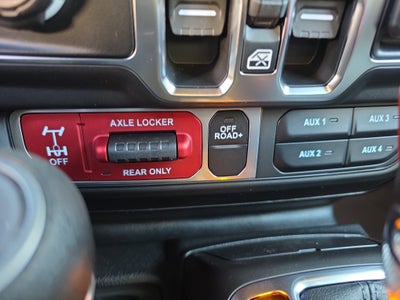 AXLE LOCKER
OFF
REAR ONLY
OFF
ROAD+
AUX 1
AUX 3
AUX 2
AUX 4